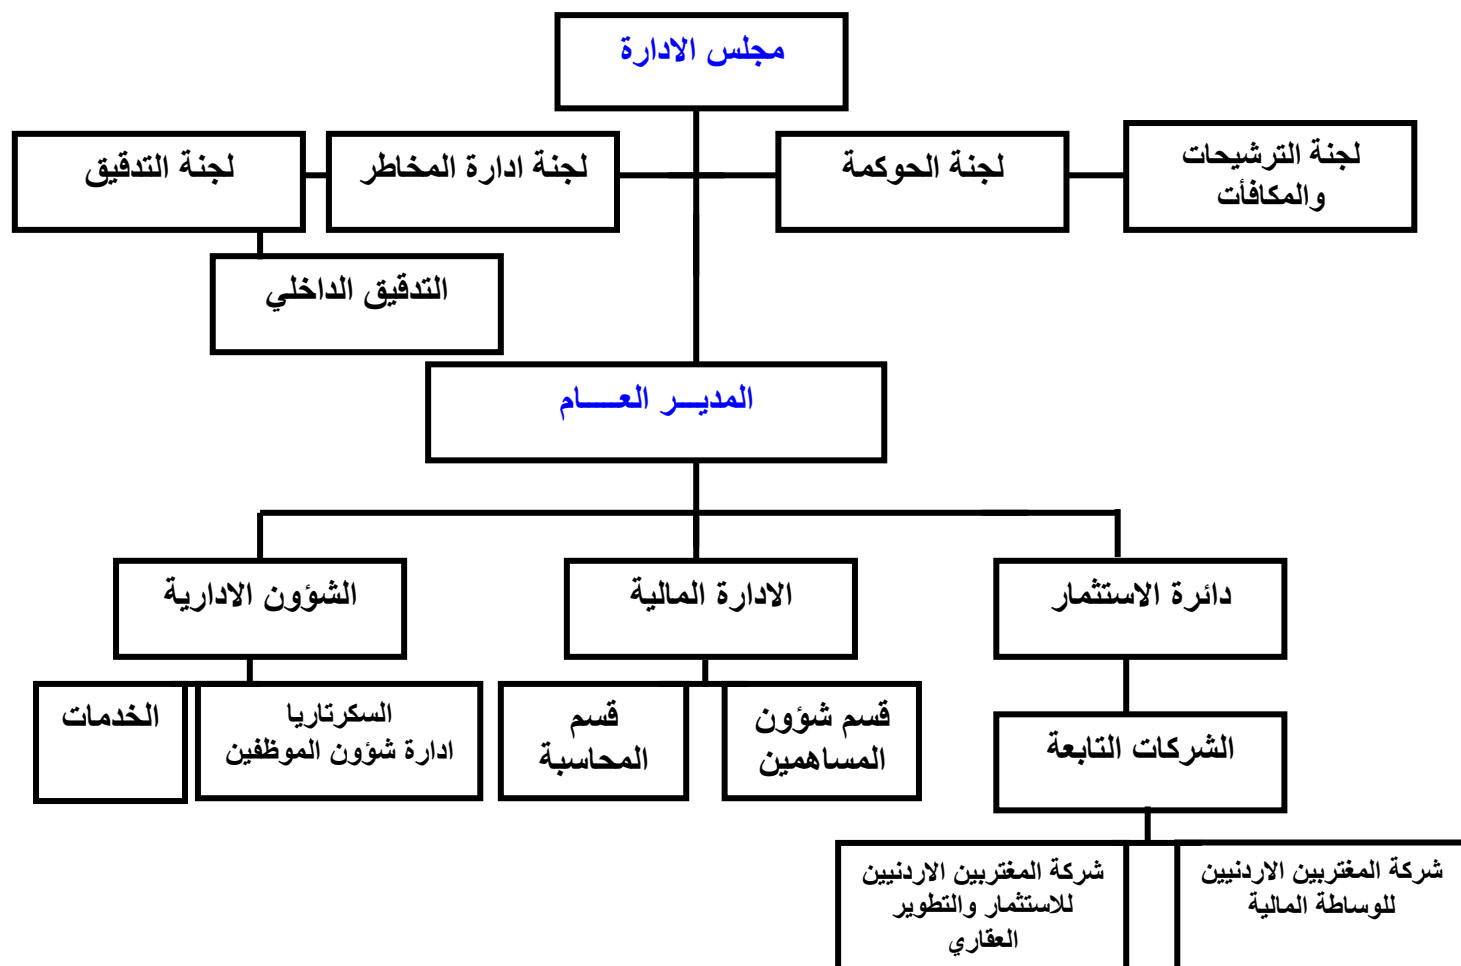 مجلس الادارة
لجنة الترشيحات
والمكافأت
لجنة الحوكمة
لجنة ادارة المخاطر
لجنة التدقيق
التدقيق الداخلي
المديـــر العـــــام
دائرة الاستثمار
الادارة المالية
الشؤون الادارية
الشركات التابعة
قسم شؤون
المساهمين
قسم
المحاسبة
السكرتاريا
ادارة شؤون الموظفين
الخدمات
شركة المغتربين الاردنيين
للوساطة المالية
شركة المغتربين الاردنيين
للاستثمار والتطوير
العقاري